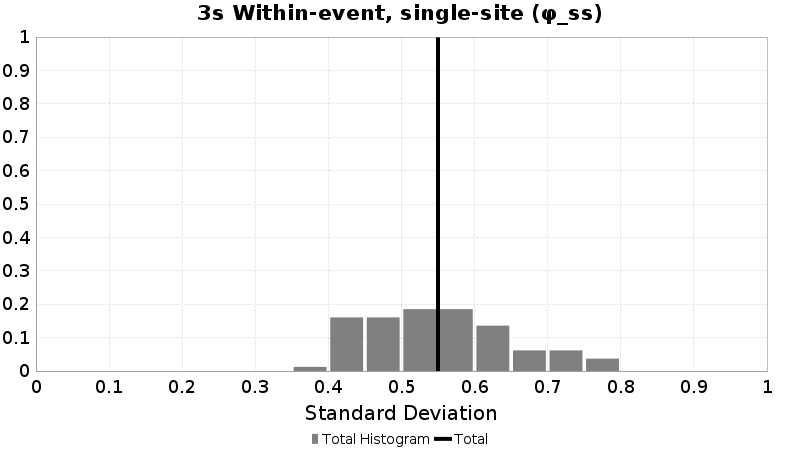 3s Within-event, single-site (φ_ss)
1
0.9
0.8
0.7
0.6
0.5
0.4
0.3
0.2
0.1
0
0 0.1 0.2 0.3 0.4 0.5 0.6 0.7 0.8 0.9 1
Standard Deviation
Total Histogram Total